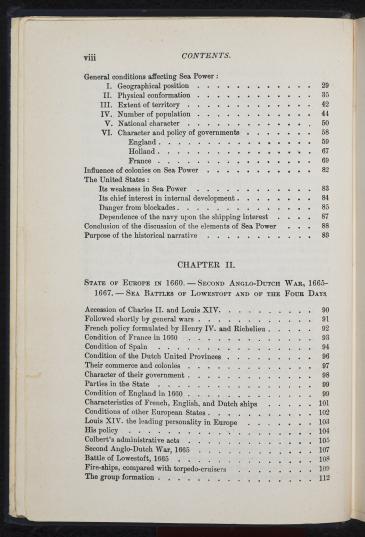 viii CONTENTS.
General conditions affecting Sea Power :
I. Geographical position . . . . . . . . . . . . 29
II. Physical conformation . . . . . . . . . . . . 35
III. Extent of territory . . . . . . . . . . . . . 42
IV. Number of population . . . . . . . . . . . . 44
V. National character . . . . . . . . . . . . . 50
VI. Character and policy of governments . . . . . . . 58
England . . . . . . . . . . . . . . . . 59
Holland . . . . . . . . . . . . . . . . 67
France . . . . . . . . . . . . . . . . 69
Influence of colonies on Sea Power . . . . . . . . . . 82
The United States :
Its weakness in Sea Power . . . . . . . . . . . . 83
Its chief interest in internal development . . . . . . . . 84
Danger from blockades . . . . . . . . . . . . . . 85
Dependence of the navy upon the shipping interest . . . . 87
Conclusion of the discussion of the elements of Sea Power . . . 88
Purpose of the historical narrative . . . . . . . . . . . 89
CHAPTER II.
State of Europe in 1660. — Second Anglo-Dutch War, 1665-
1667. — Sea Battles of Lowestoft and of the Four Days
Accession of Charles II. and Louis XIV. . . . . . . . . . 90
Followed shortly by general wars . . . . . . . . . . . . 91
French policy formulated by Henry IV. and Richelieu . . . . . 92
Condition of France in 1660 . . . . . . . . . . . . . 93
Condition of Spain . . . . . . . . . . . . . . . . 94
Condition of the Dutch United Provinces . . . . . . . . . 96
Their commerce and colonies . . . . . . . . . . . . . 97
Character of their government . . . . . . . . . . . . . 98
Parties in the State . . . . . . . . . . . . . . . . 99
Condition of England in 1660 . . . . . . . . . . . . . 99
Characteristics of French, English, and Dutch ships . . . . . . 101
Conditions of other European States . . . . . . . . . . . 102
Louis XIV. the leading personality in Europe . . . . . . . . 103
His policy . . . . . . . . . . . . . . . . . . . 104
Colbert's administrative acts . . . . . . . . . . . . . 105
Second Anglo-Dutch War, 1665 . . . . . . . . . . . . 107
Battle of Lowestoft, 1665 . . . . . . . . . . . . . . 108
Fire-ships, compared with torpedo-cruisers . . . . . . . . . 109
The group formation . . . . . . . . . . . . . . . . 112